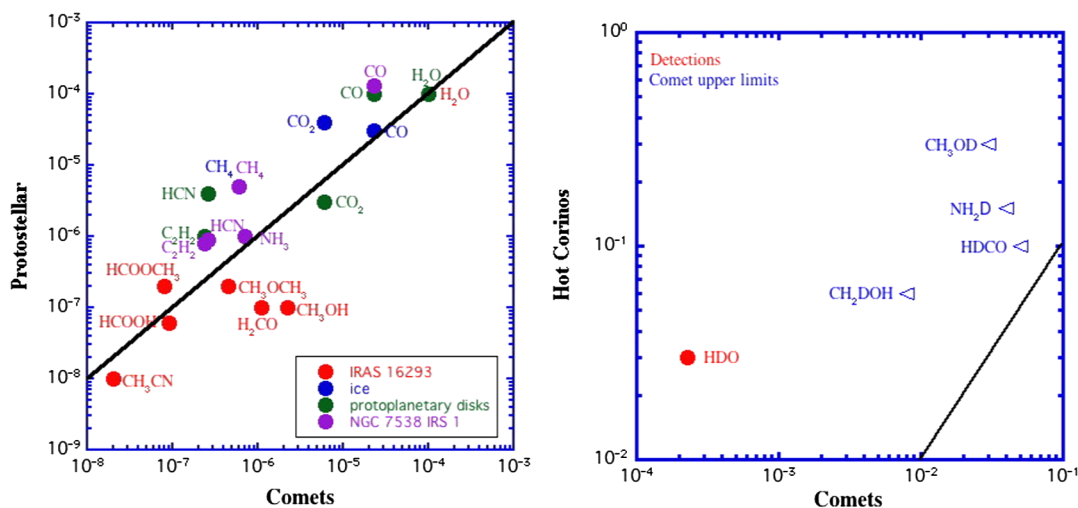 10⁻³
10⁻⁴
10⁻⁵
10⁻⁶
10⁻⁷
10⁻⁸
10⁻⁹
Protostellar
CO
H₂O
CO
H₂O
CO₂
CO
CH₄
CH₄
HCN
CO₂
C₂H₂
HCN
C₂H₂
NH₃
HCOOCH₃
CH₃OCH₃
HCOOH
H₂CO
CH₃OH
CH₃CN
IRAS 16293
ice
protoplanetary disks
NGC 7538 IRS 1
10⁻⁸
10⁻⁷
10⁻⁶
10⁻⁵
10⁻⁴
10⁻³
Comets
10⁰
10⁻¹
10⁻²
Hot Corinos
Detections
Comet upper limits
CH₃OD
NH₂D
HDCO
CH₂DOH
HDO
10⁻⁴
10⁻³
10⁻²
10⁻¹
Comets